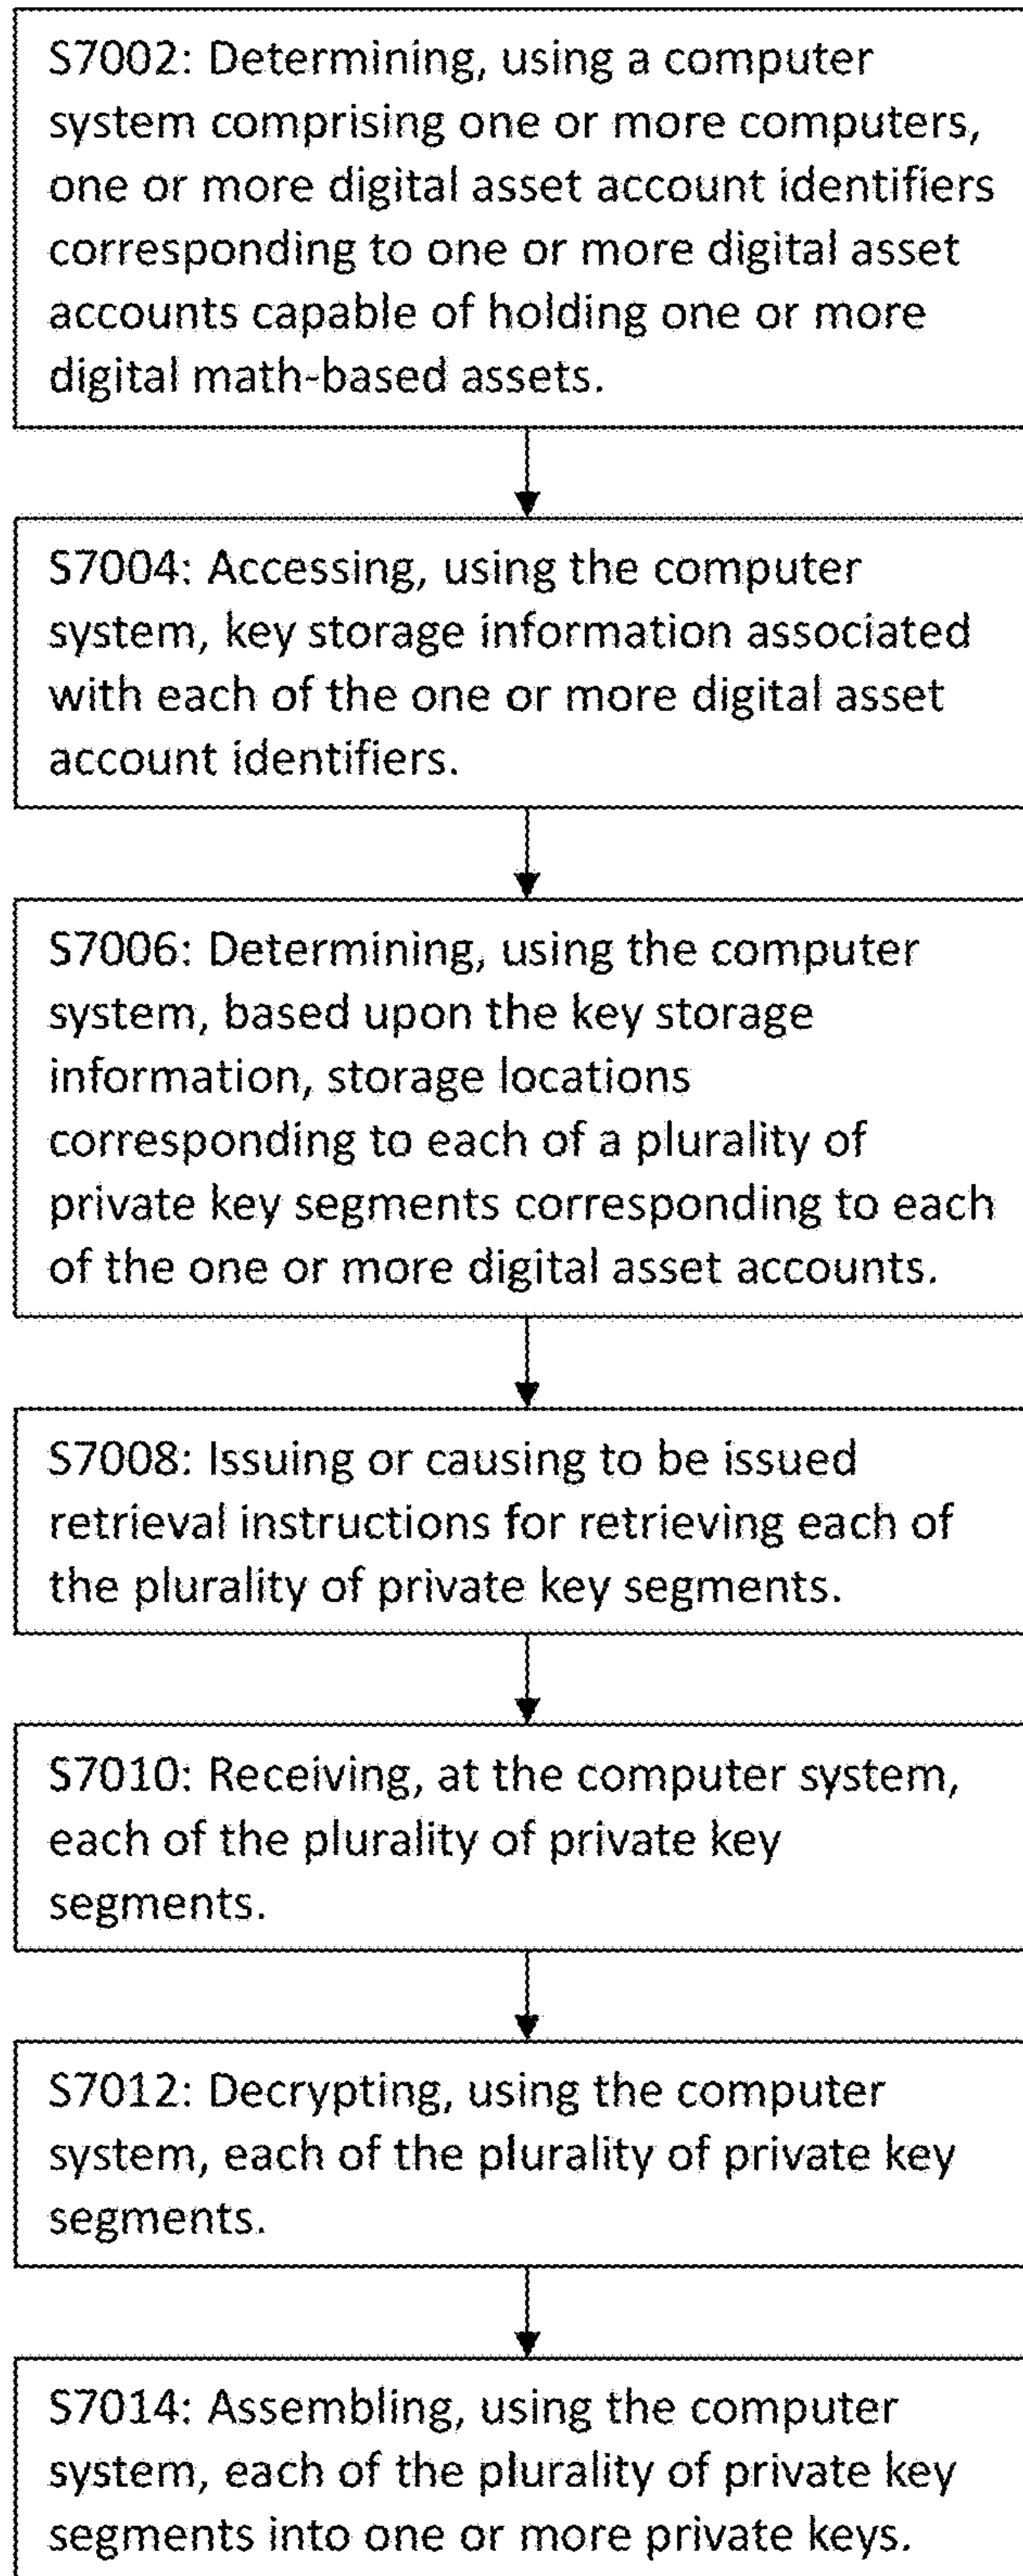 S7002: Determining, using a computer
system comprising one or more computers,
one or more digital asset account identifiers
corresponding to one or more digital asset
accounts capable of holding one or more
digital math-based assets.
S7004: Accessing, using the computer
system, key storage information associated
with each of the one or more digital asset
account identifiers.
S7006: Determining, using the computer
system, based upon the key storage
information, storage locations
corresponding to each of a plurality of
private key segments corresponding to each
of the one or more digital asset accounts.
S7008: Issuing or causing to be issued
retrieval instructions for retrieving each of
the plurality of private key segments.
S7010: Receiving, at the computer system,
each of the plurality of private key
segments.
S7012: Decrypting, using the computer
system, each of the plurality of private key
segments.
S7014: Assembling, using the computer
system, each of the plurality of private key
segments into one or more private keys.